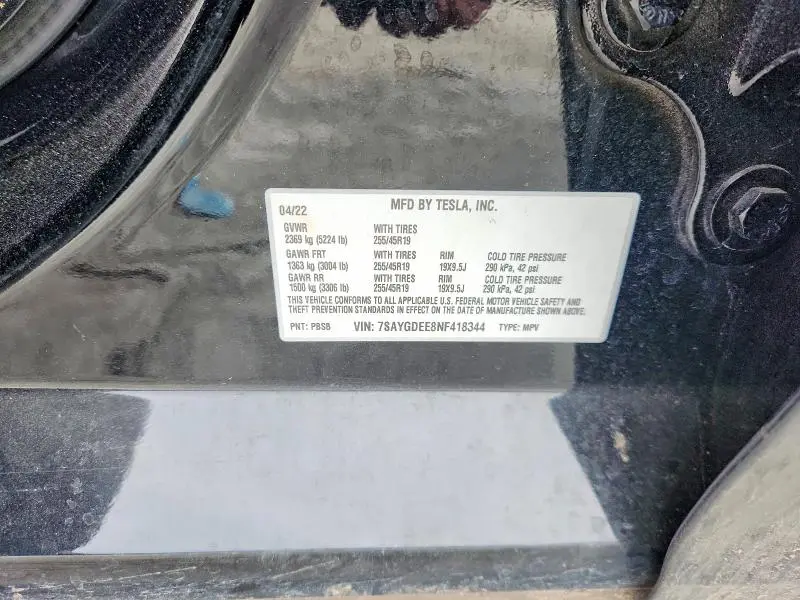 04/22 MFD BY TESLA, INC.
GVWR WITH TIRES
2369 kg (5224 lb) 255/45R19
GAWR FRT WITH TIRES RIM COLD TIRE PRESSURE
1363 kg (3004 lb) 255/45R19 19X9.5J 290 kPa, 42 psi
GAWR RR WITH TIRES RIM COLD TIRE PRESSURE
1500 kg (3306 lb) 255/45R19 19X9.5J 290 kPa, 42 psi
THIS VEHICLE CONFORMS TO ALL APPLICABLE U.S. FEDERAL MOTOR VEHICLE SAFETY AND
THEFT PREVENTION STANDARDS IN EFFECT ON THE DATE OF MANUFACTURE SHOWN ABOVE.
PNT: PBSB VIN: 7SAYGDEE8NF418344 TYPE: MPV